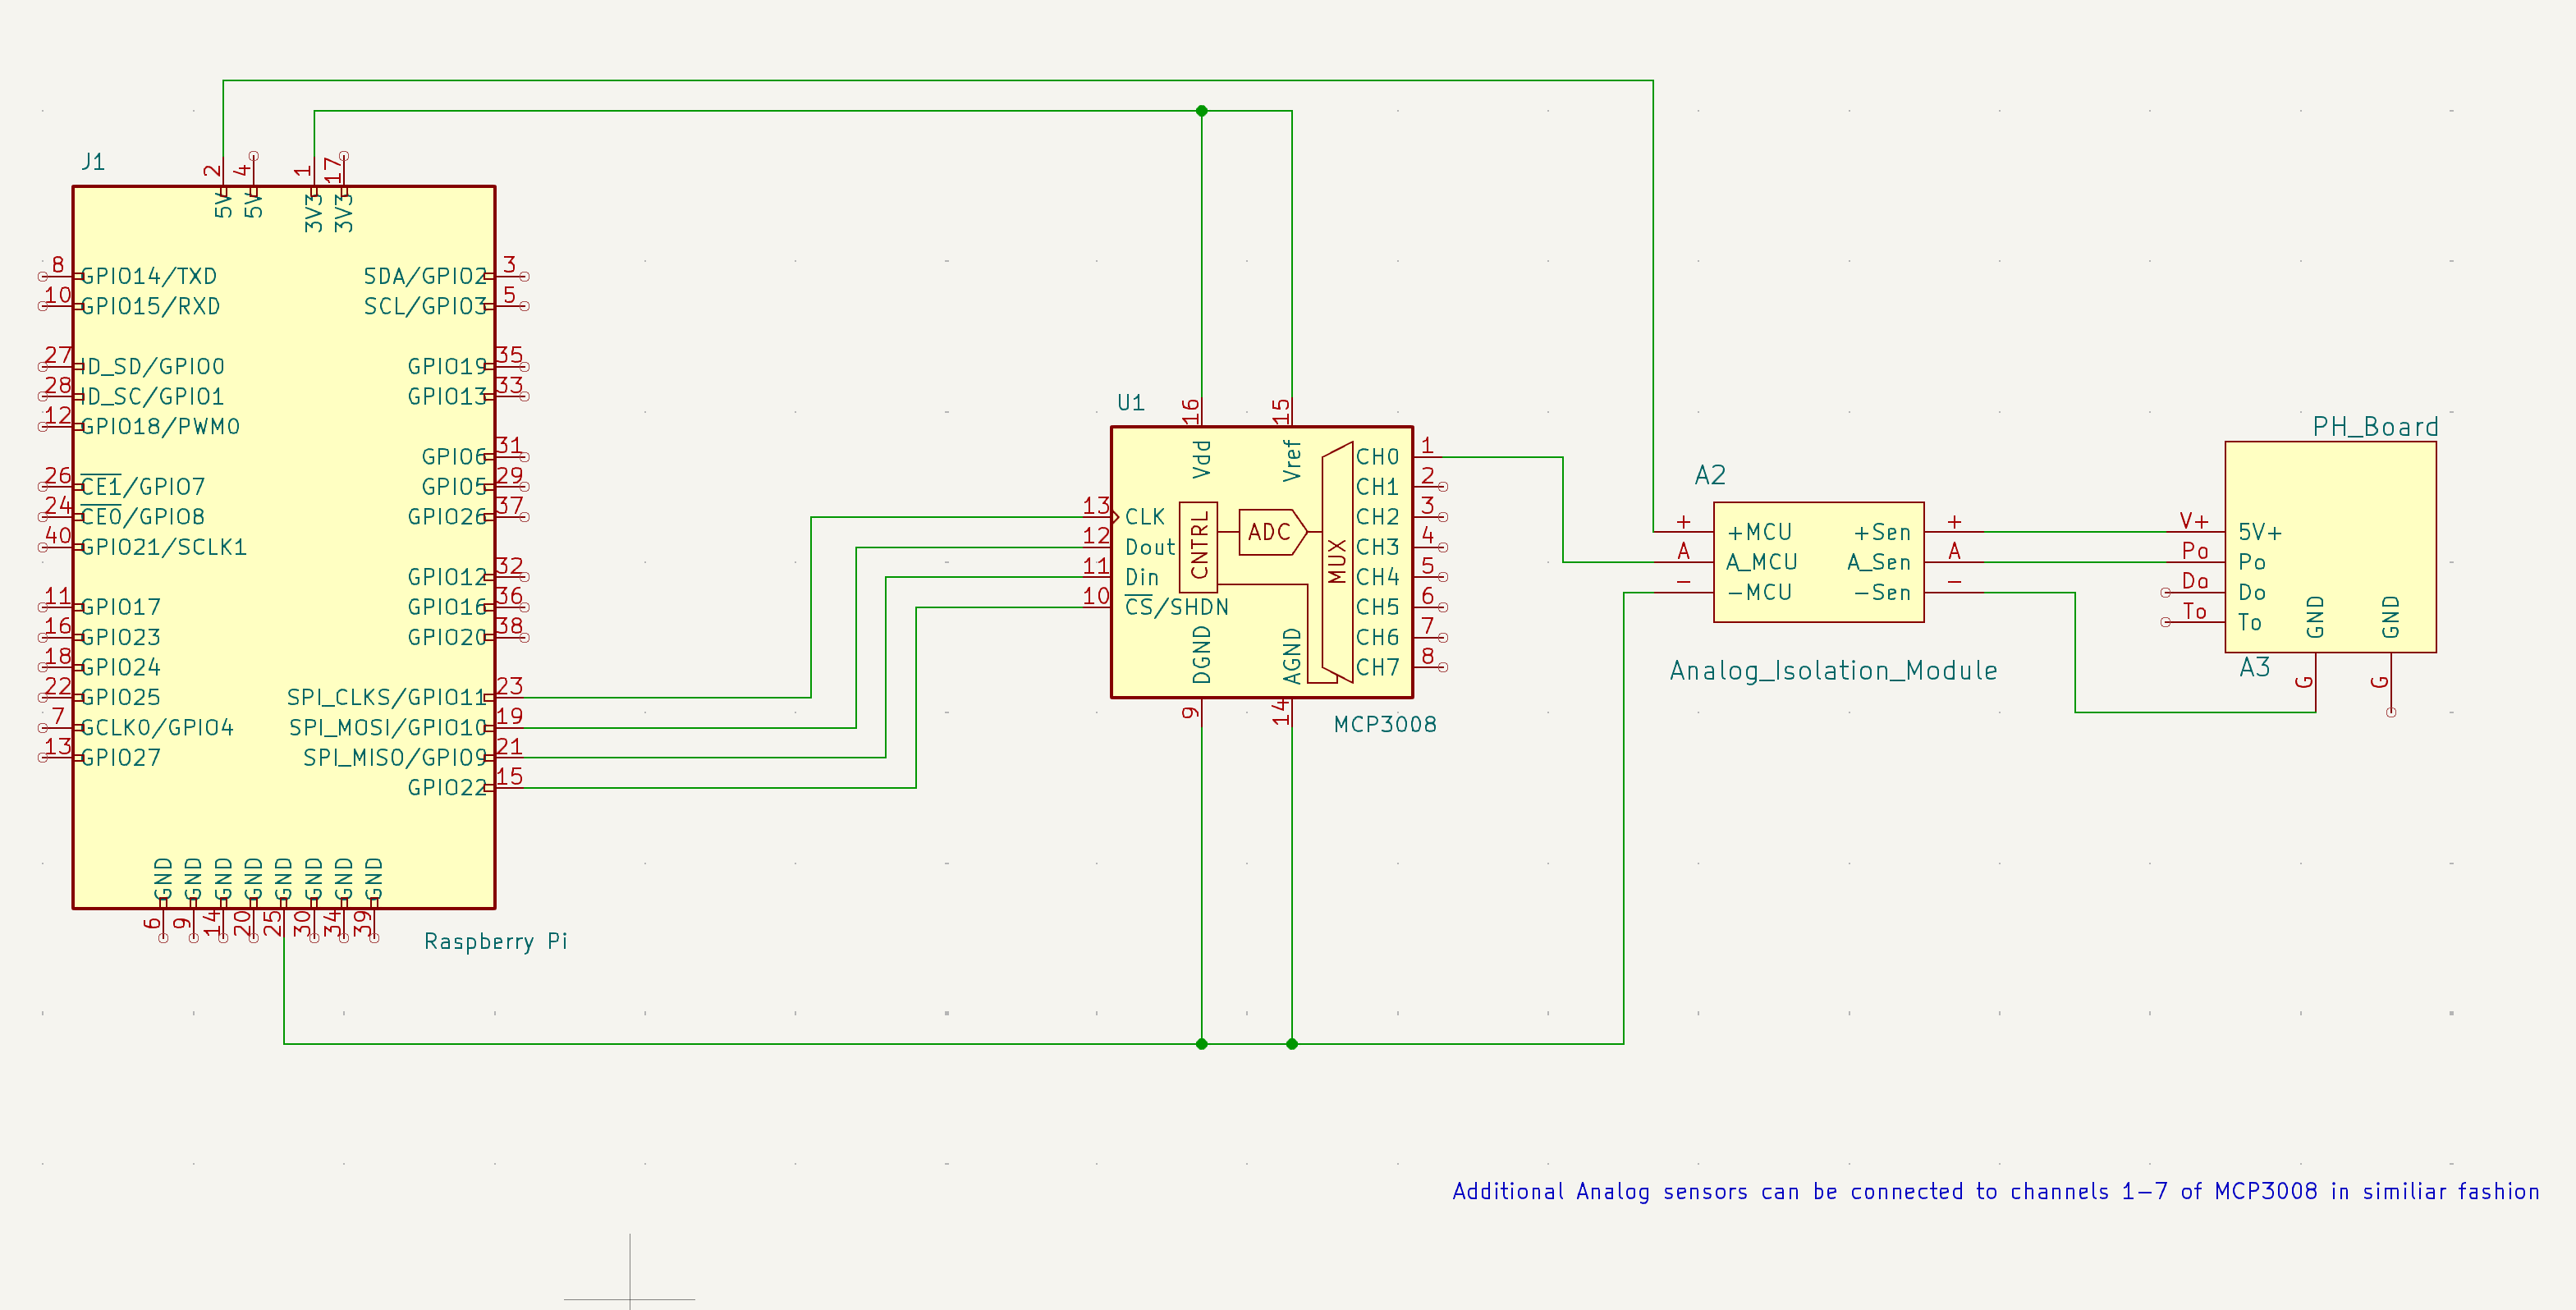 J1
2 4 1 17
5V 5V 3V3 3V3
8 GPIO14/TXD SDA/GPIO2 3
10 GPIO15/RXD SCL/GPIO3 5
27 ID_SD/GPIO0 GPIO19 35
28 ID_SC/GPIO1 GPIO13 33
12 GPIO18/PWM0
GPIO6 31
26 CE1/GPIO7 GPIO5 29
24 CE0/GPIO8 GPIO26 37
40 GPIO21/SCLK1
GPIO12 32
11 GPIO17 GPIO16 36
16 GPIO23 GPIO20 38
18 GPIO24
22 GPIO25 SPI_CLKS/GPIO11 23
7 GCLK0/GPIO4 SPI_MOSI/GPIO10 19
13 GPIO27 SPI_MISO/GPIO9 21
GPIO22 15
GND GND GND GND GND GND GND GND
6 9 14 20 25 30 34 39
Raspberry Pi
U1
16 15
Vdd Vref
CH0 1
CH1 2
13 CLK CH2 3
12 Dout CH3 4
11 Din CH4 5
10 CS/SHDN CH5 6
CH6 7
CH7 8
CNTRL ADC MUX
DGND AGND
9 14
MCP3008
A2
+ +MCU +Sen +
A A_MCU A_Sen A
- -MCU -Sen -
Analog_Isolation_Module
PH_Board
V+ 5V+
Po Po
Do Do
To To
GND GND
A3
G G
Additional Analog sensors can be connected to channels 1-7 of MCP3008 in similiar fashion